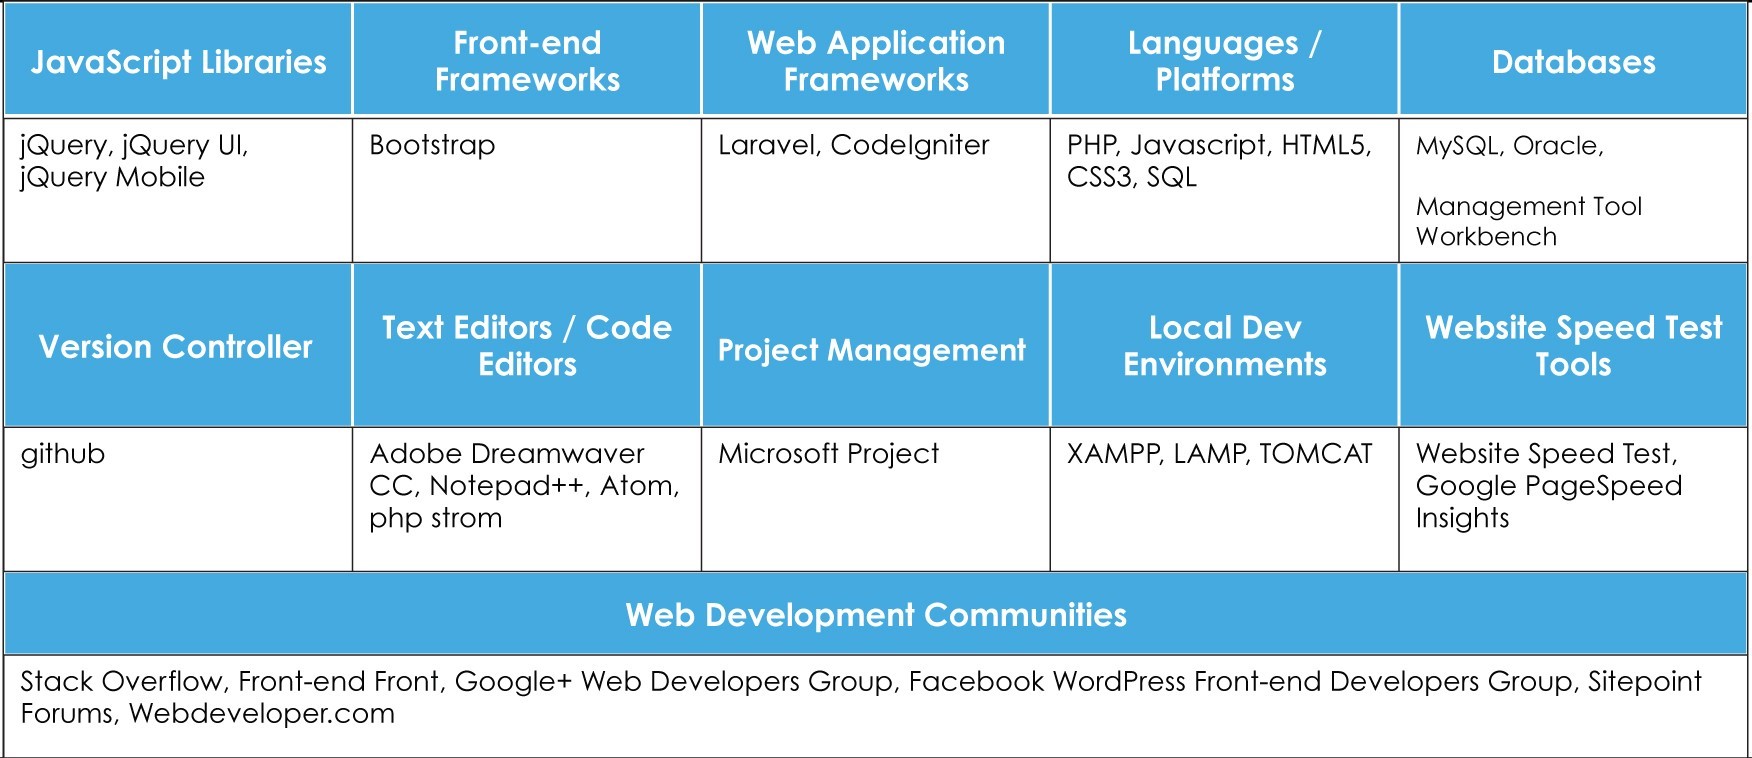 JavaScript Libraries
Front-end
Frameworks
Web Application
Frameworks
Languages /
Platforms
Databases
jQuery, jQuery UI,
jQuery Mobile
Bootstrap
Laravel, CodeIgniter
PHP, Javascript, HTML5,
CSS3, SQL
MySQL, Oracle,
Management Tool
Workbench
Version Controller
Text Editors / Code
Editors
Project Management
Local Dev
Environments
Website Speed Test
Tools
github
Adobe Dreamwaver
CC, Notepad++, Atom,
php strom
Microsoft Project
XAMPP, LAMP, TOMCAT
Website Speed Test,
Google PageSpeed
Insights
Web Development Communities
Stack Overflow, Front-end Front, Google+ Web Developers Group, Facebook WordPress Front-end Developers Group, Sitepoint
Forums, Webdeveloper.com